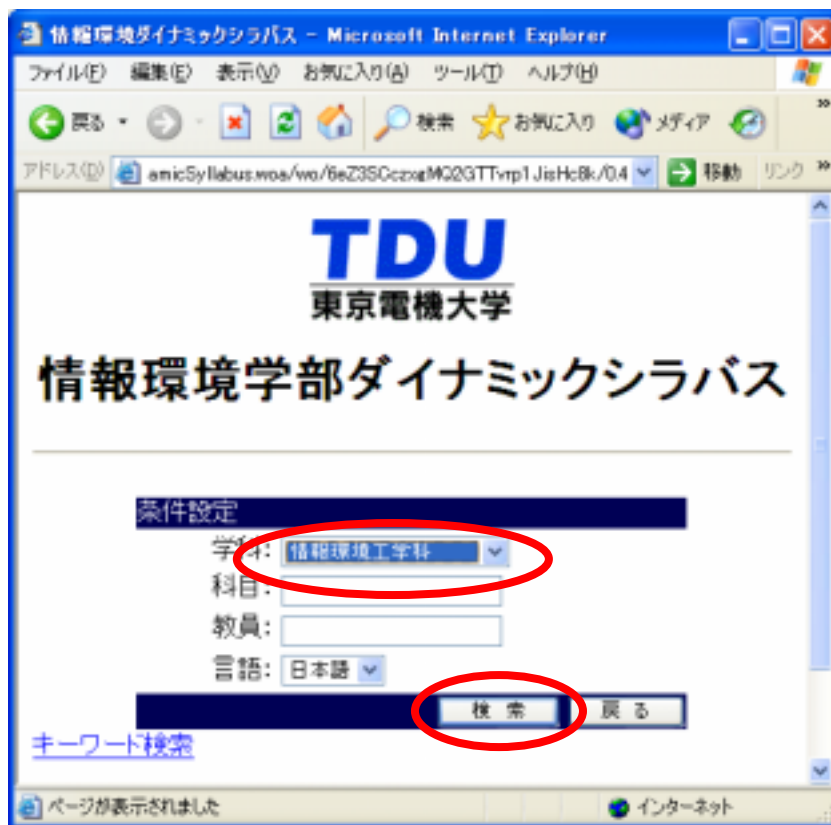 情報環境ダイナミックシラバス - Microsoft Internet Explorer
ファイル(F) 編集(E) 表示(V) お気に入り(A) ツール(T) ヘルプ(H)
戻る 検索 お気に入り メディア »
アドレス(D) 移動 リンク »
TDU
東京電機大学
情報環境学部ダイナミックシラバス
条件設定
学科: 情報環境工学科
科目:
教員:
言語: 日本語
検 索 戻 る
キーワード検索
ページが表示されました インターネット